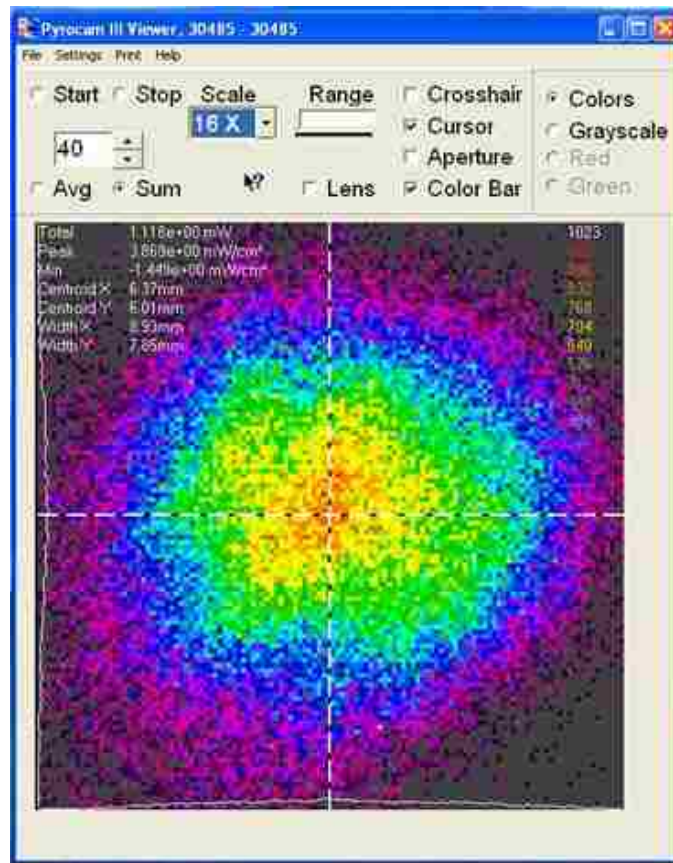 Pyrocam III Viewer, 30485 - 30485
File Settings Print Help
Start Stop Scale Range Crosshair Colors
16 X Cursor Grayscale
40 Aperture Red
Avg Sum Lens Color Bar Green
Total 1.118e+00 mW 1023
Peak 3.869e+00 mW/cm²
Min -1.449e+00 mW/cm²
Centroid X 6.37mm 832
Centroid Y 6.01mm 768
Width X 8.93mm 704
Width Y 7.85mm 640